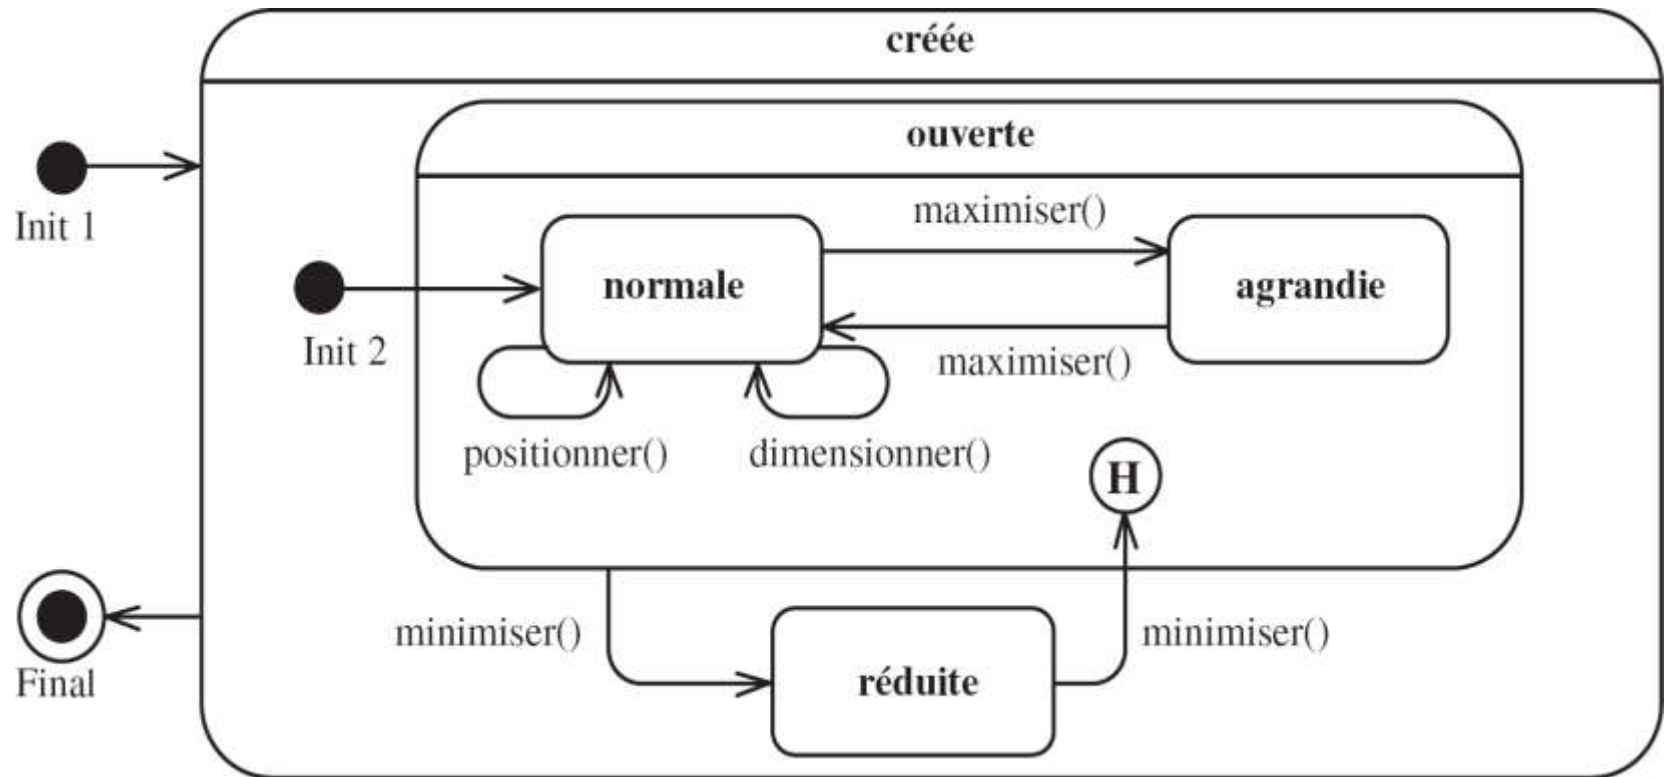 créée
ouverte
maximiser()
Init 1
normale
agrandie
Init 2
maximiser()
positionner()
dimensionner()
H
minimiser()
minimiser()
réduite
Final